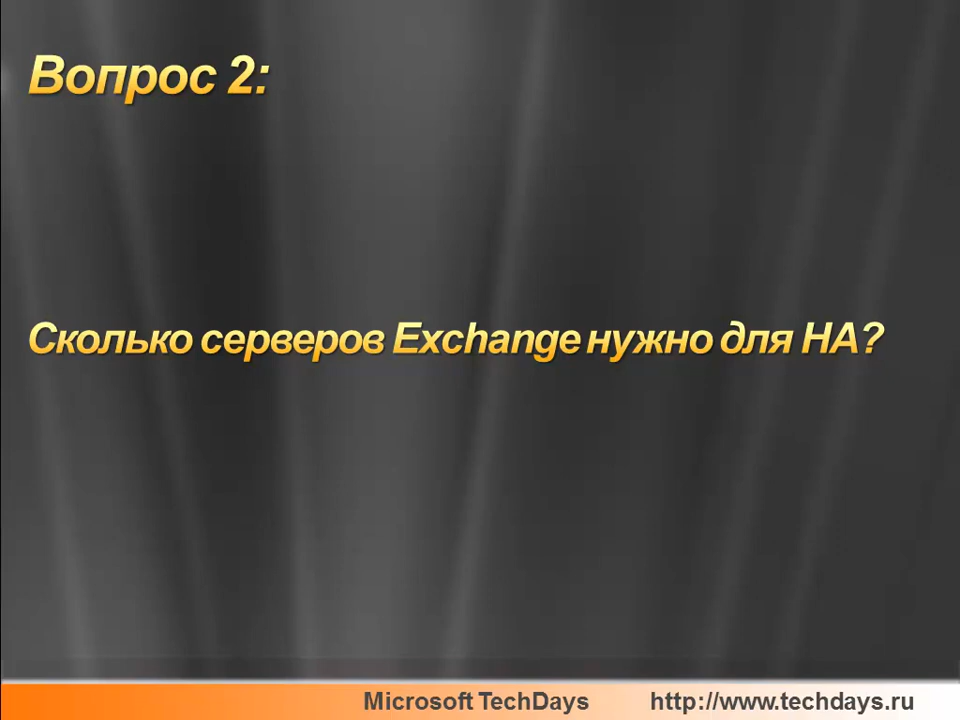 Вопрос 2:
Сколько серверов Exchange нужно для HA?
Microsoft TechDays http://www.techdays.ru